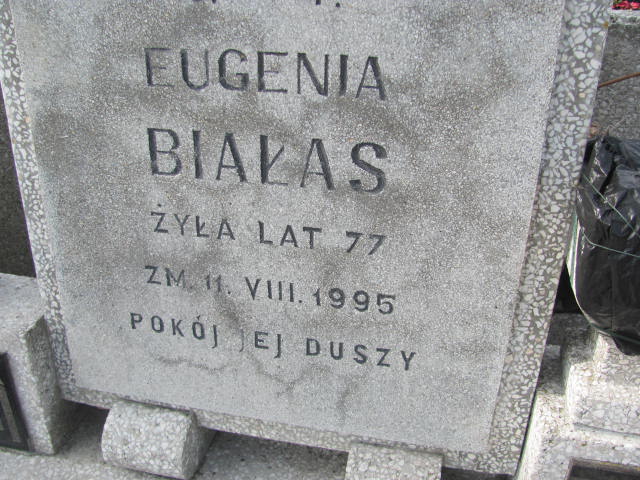 EUGENIA
BIAŁAS
ŻYŁA LAT 77
ZM. 11. VIII. 1995
POKÓJ JEJ DUSZY